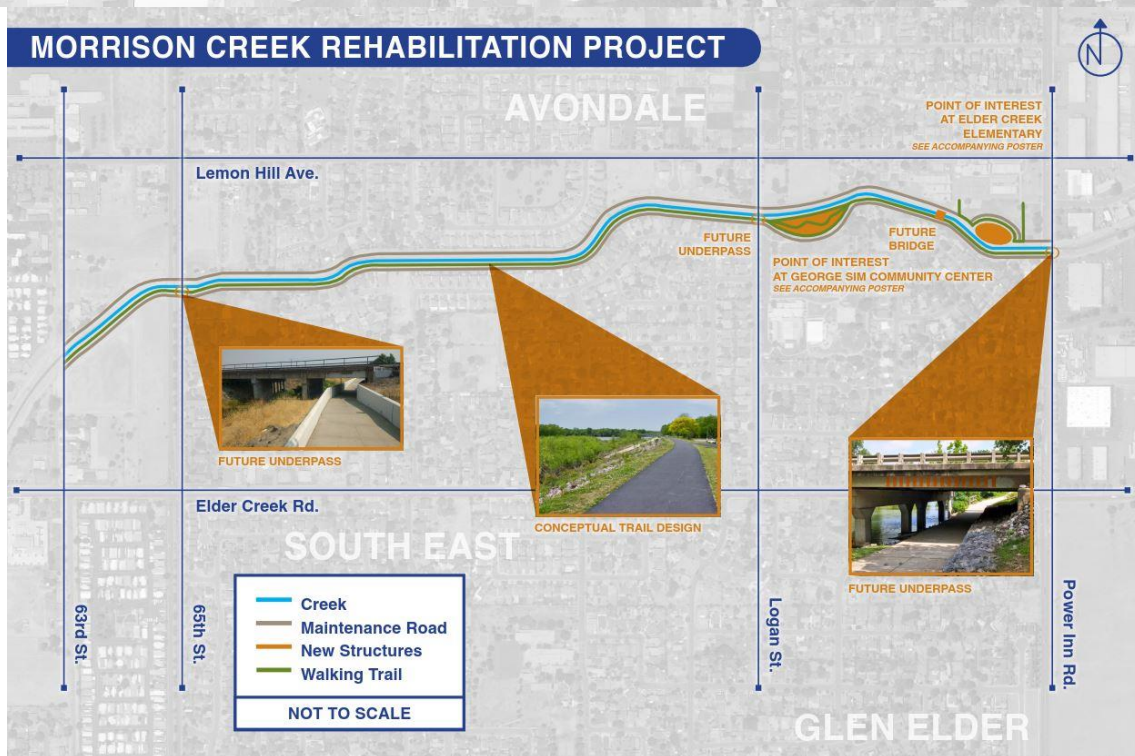 MORRISON CREEK REHABILITATION PROJECT
N
AVONDALE
POINT OF INTEREST
AT ELDER CREEK
ELEMENTARY
SEE ACCOMPANYING POSTER
Lemon Hill Ave.
FUTURE
UNDERPASS
FUTURE
BRIDGE
POINT OF INTEREST
AT GEORGE SIM COMMUNITY CENTER
SEE ACCOMPANYING POSTER
FUTURE UNDERPASS
Elder Creek Rd.
CONCEPTUAL TRAIL DESIGN
SOUTH EAST
FUTURE UNDERPASS
63rd St.
65th St.
Creek
Maintenance Road
New Structures
Walking Trail
NOT TO SCALE
Logan St.
Power Inn Rd.
GLEN ELDER